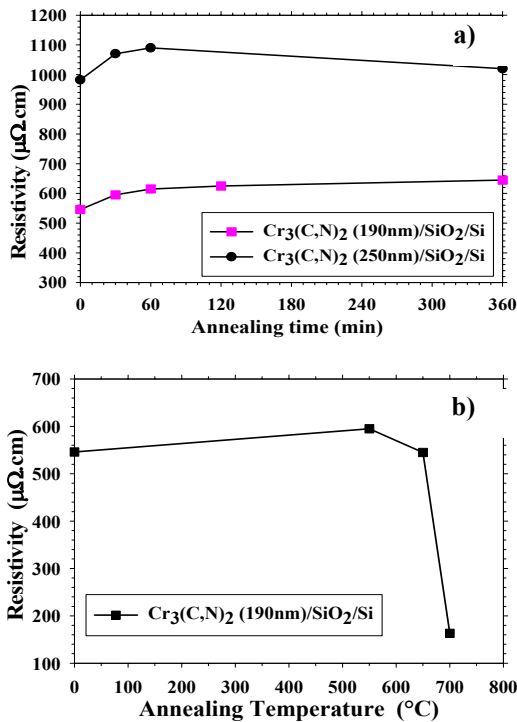 a)
1200
1100
1000
900
800
700
600
500
400
300
Resistivity (µΩ.cm)
Cr3(C,N)2 (190nm)/SiO2/Si
Cr3(C,N)2 (250nm)/SiO2/Si
0 60 120 180 240 300 360
Annealing time (min)
b)
700
600
500
400
300
200
100
Resistivity (µΩ.cm)
Cr3(C,N)2 (190nm)/SiO2/Si
0 100 200 300 400 500 600 700 800
Annealing Temperature (°C)